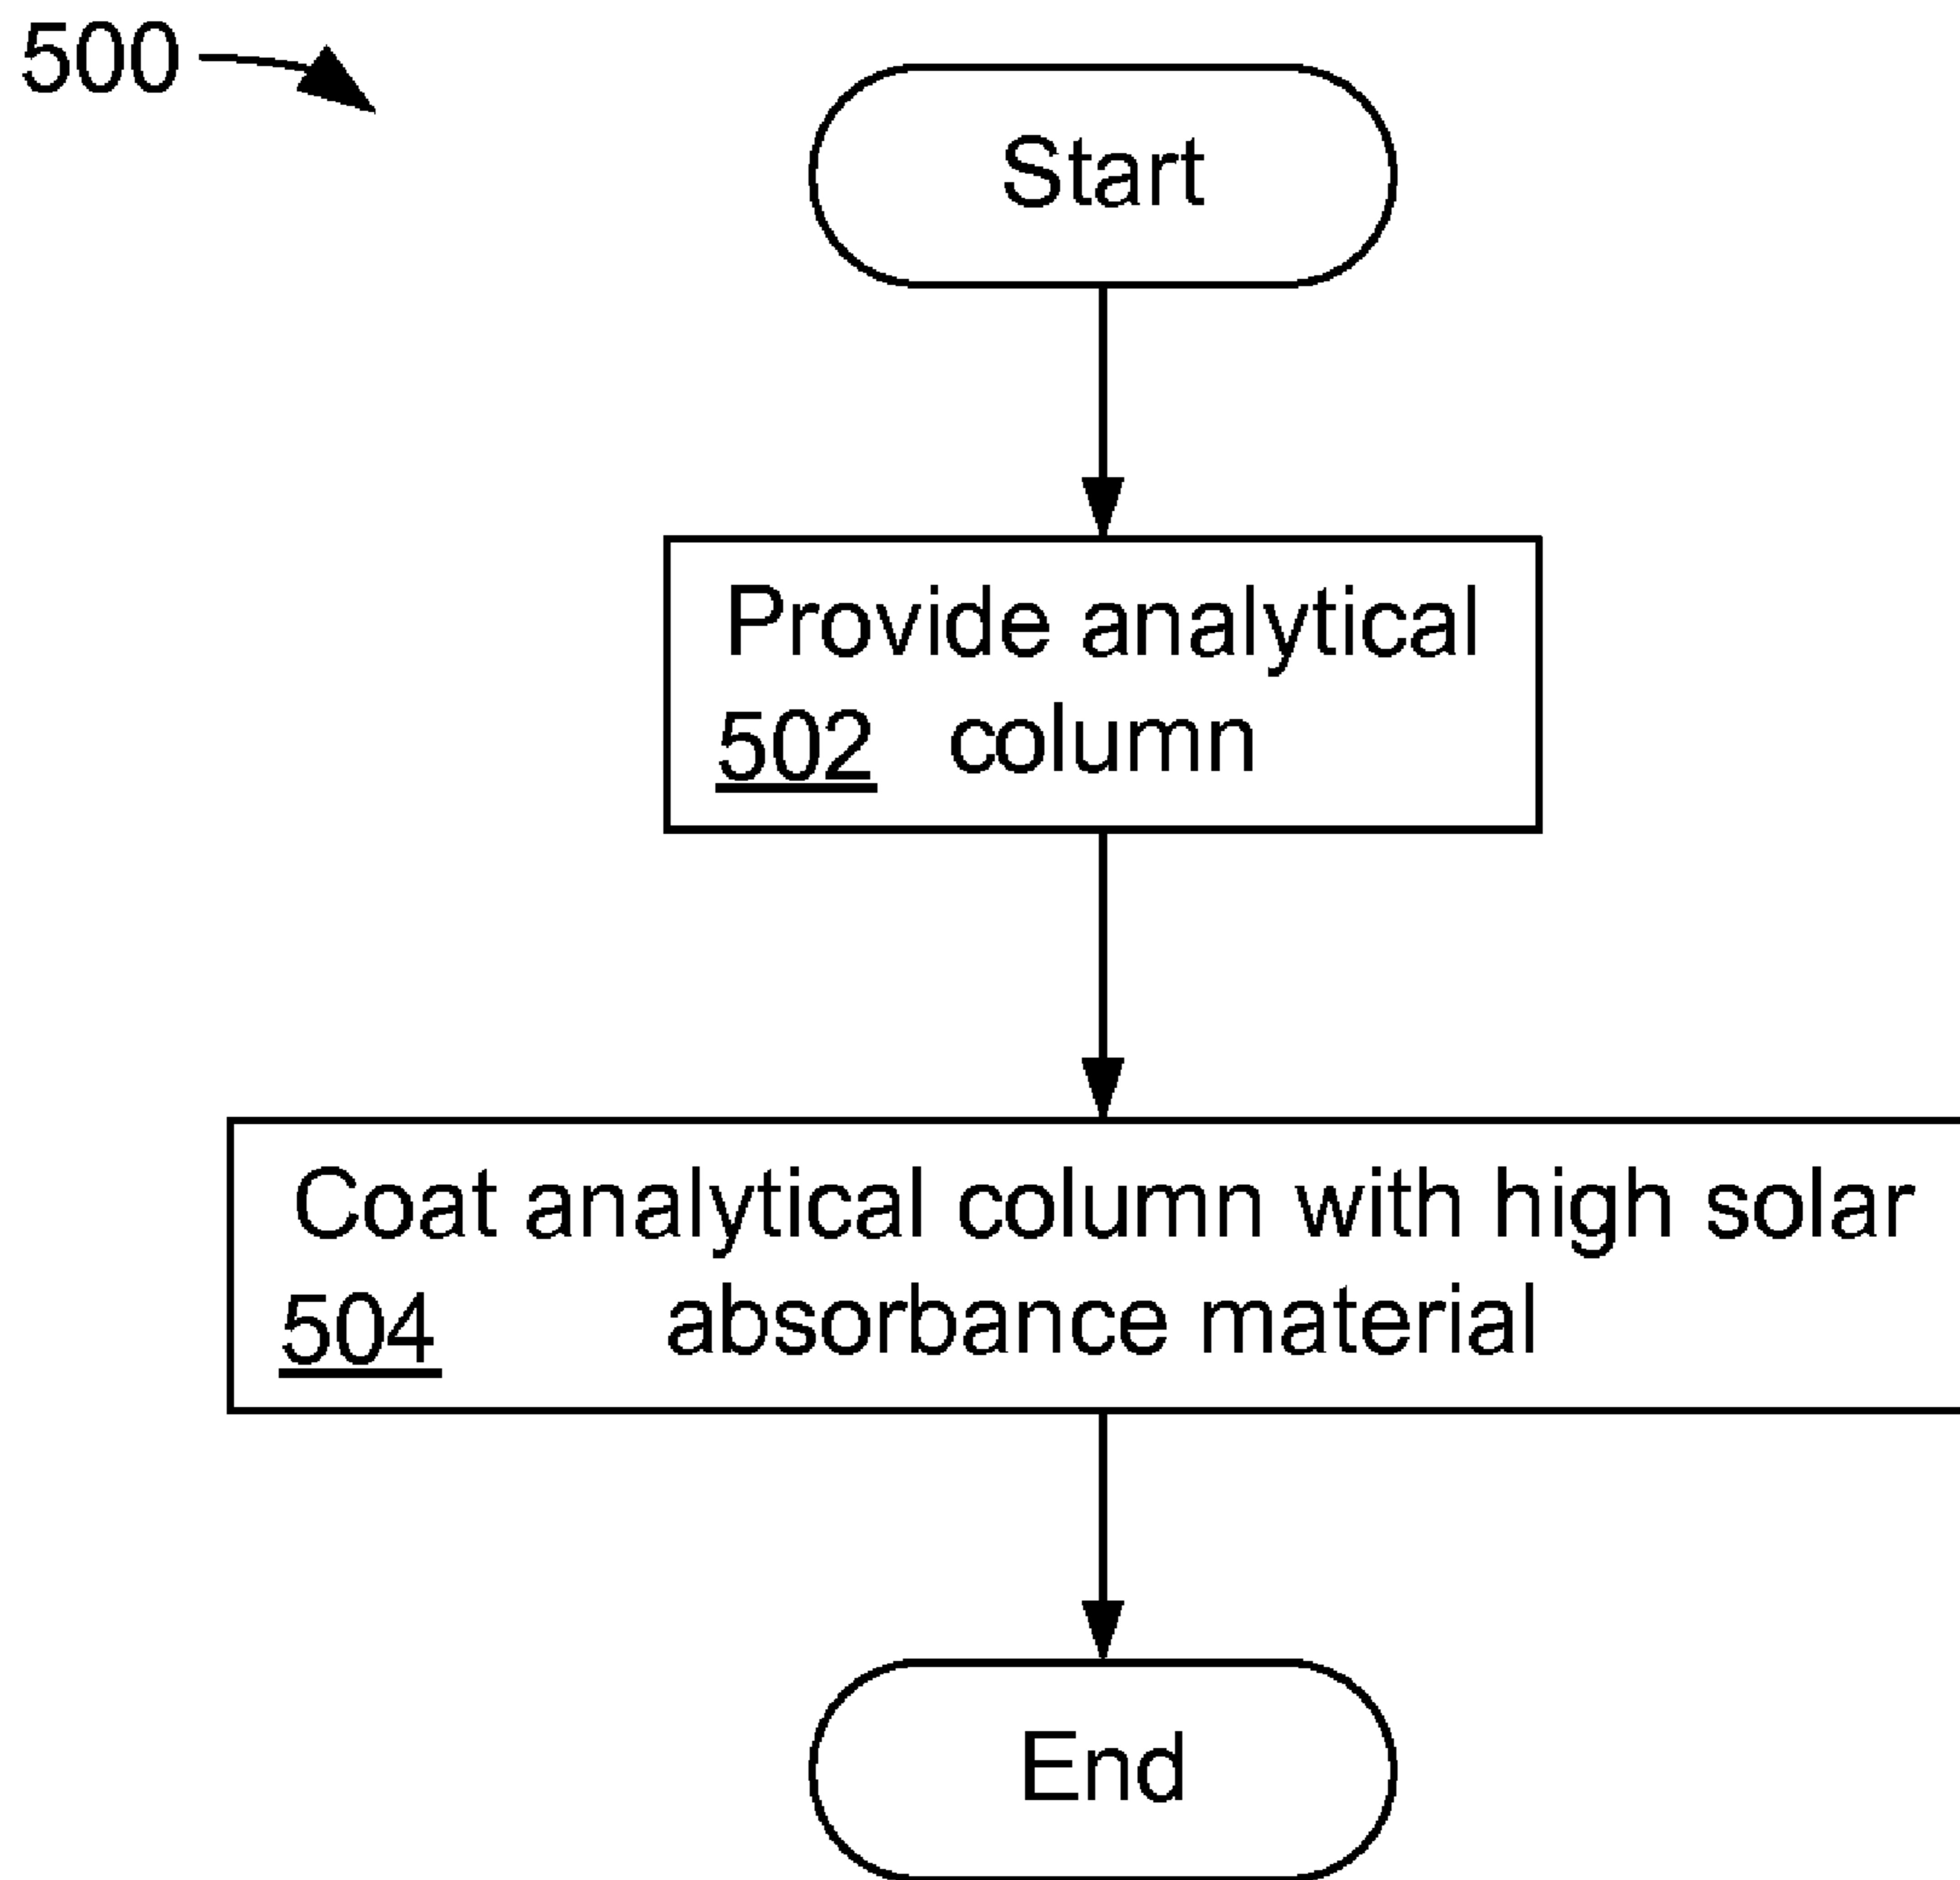 500
Start
Provide analytical
502 column
Coat analytical column with high solar
504 absorbance material
End